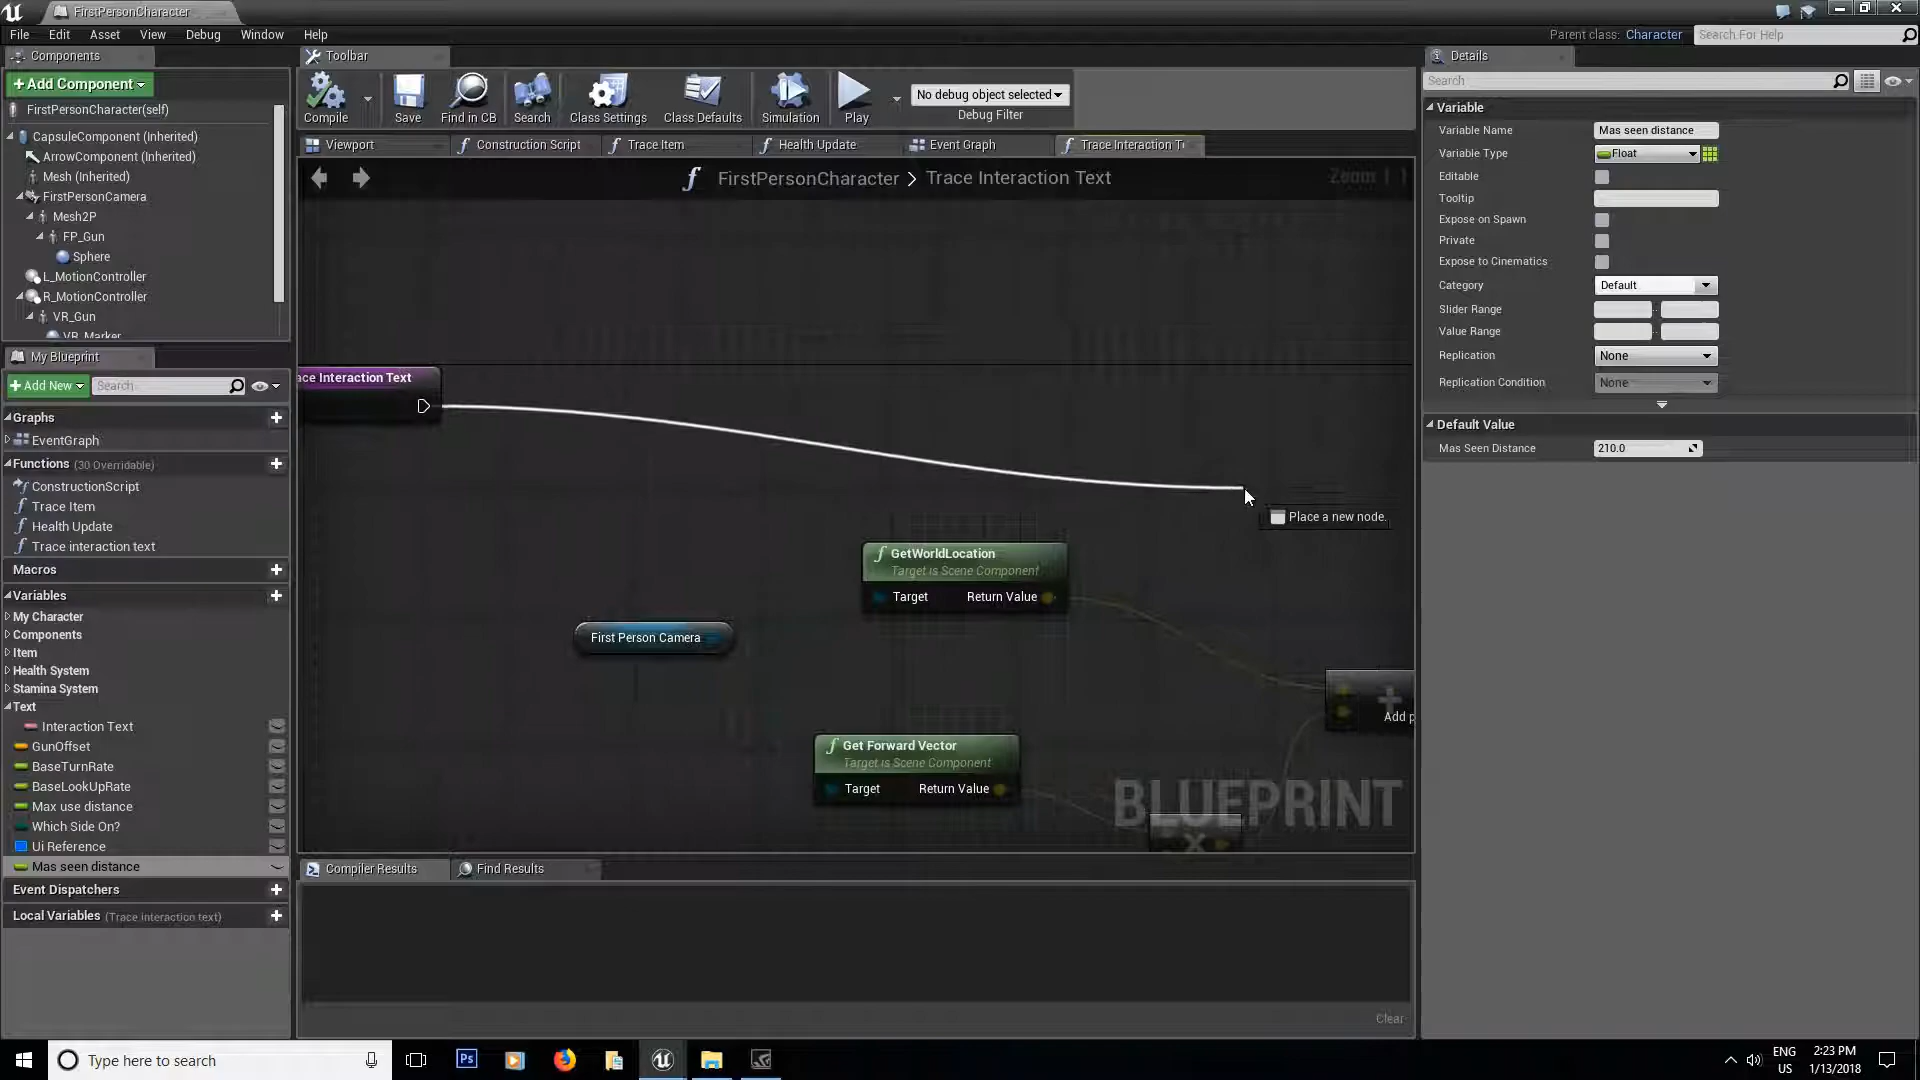 FirstPersonCharacter
File Edit Asset View Debug Window Help
Parent class: Character
Search For Help
Components
+Add Component
FirstPersonCharacter(self)
CapsuleComponent (Inherited)
ArrowComponent (Inherited)
Mesh (Inherited)
FirstPersonCamera
Mesh2P
FP_Gun
Sphere
L_MotionController
R_MotionController
VR_Gun
VR_Marker
My Blueprint
+Add New
Search
Graphs
EventGraph
Functions (30 Overridable)
ConstructionScript
Trace Item
Health Update
Trace interaction text
Macros
Variables
My Character
Components
Item
Health System
Stamina System
Text
Interaction Text
GunOffset
BaseTurnRate
BaseLookUpRate
Max use distance
Which Side On?
Ui Reference
Mas seen distance
Event Dispatchers
Local Variables (Trace interaction text)
Toolbar
Compile
Save
Find in CB
Search
Class Settings
Class Defaults
Simulation
Play
No debug object selected
Debug Filter
Viewport
Construction Script
Trace Item
Health Update
Event Graph
Trace Interaction T
FirstPersonCharacter > Trace Interaction Text
Zoom 1:1
ace Interaction Text
Place a new node.
GetWorldLocation
Target is Scene Component
Target Return Value
First Person Camera
Add p
Get Forward Vector
Target is Scene Component
Target Return Value
BLUEPRINT
Compiler Results
Find Results
Clear
Details
Search
Variable
Variable Name Mas seen distance
Variable Type Float
Editable
Tooltip
Expose on Spawn
Private
Expose to Cinematics
Category Default
Slider Range
Value Range
Replication None
Replication Condition None
Default Value
Mas Seen Distance 210.0
Type here to search
Ps
ENG
US
2:23 PM
1/13/2018